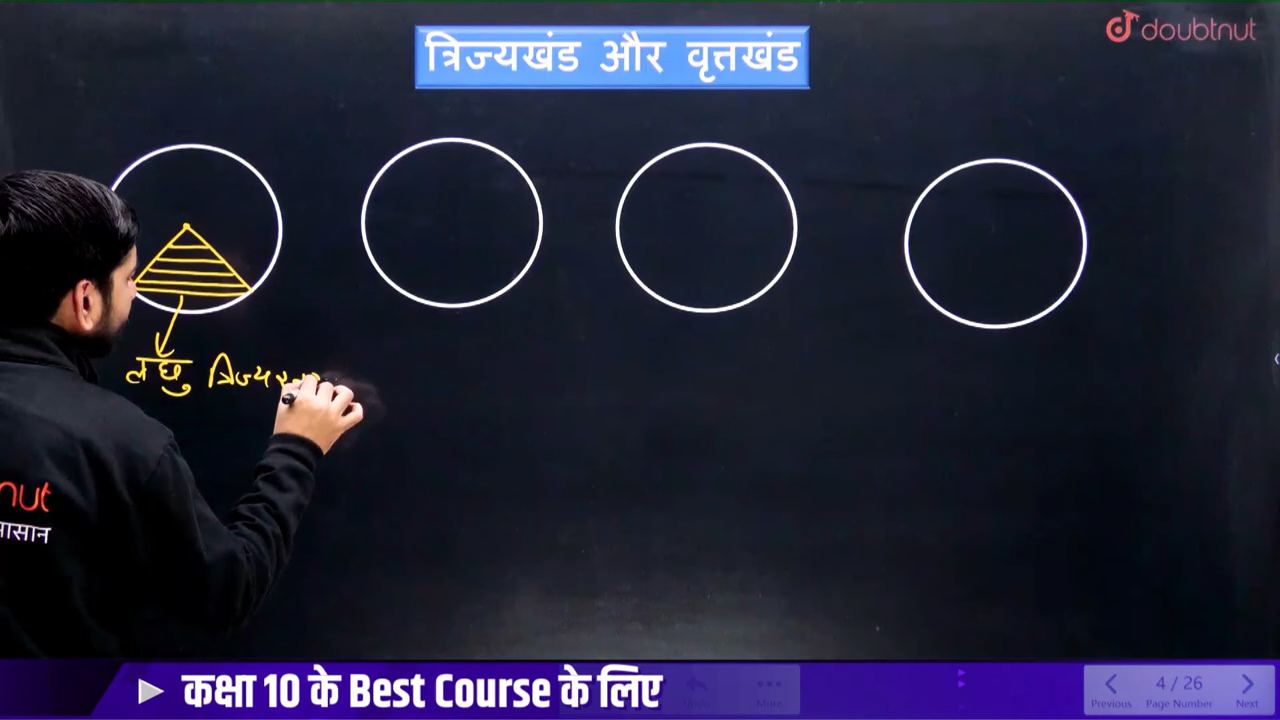 त्रिज्यखंड और वृत्तखंड
doubtnut
लघु त्रिज्य
nut
आसान
कक्षा 10 के Best Course के लिए
4 / 26
Previous Page Number Next